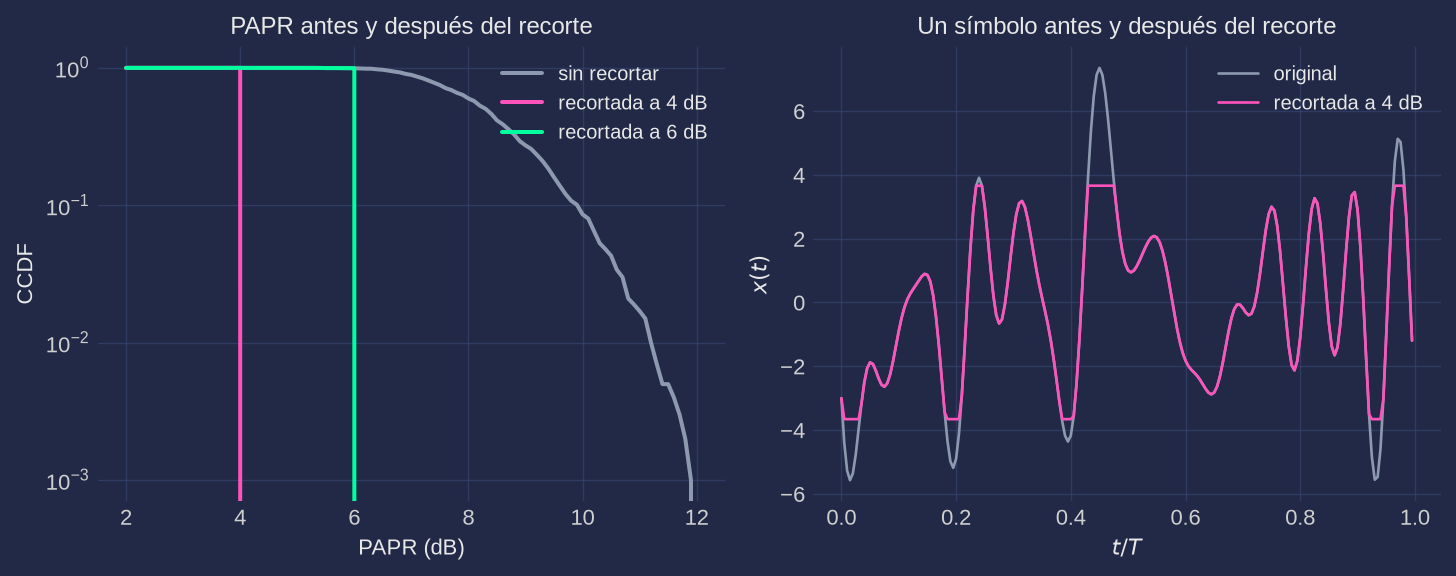 PAPR antes y después del recorte
10⁰
10⁻¹
10⁻²
10⁻³
CCDF
2 4 6 8 10 12
PAPR (dB)
sin recortar
recortada a 4 dB
recortada a 6 dB
Un símbolo antes y después del recorte
6
4
2
0
−2
−4
−6
x(t)
0.0 0.2 0.4 0.6 0.8 1.0
t/T
original
recortada a 4 dB